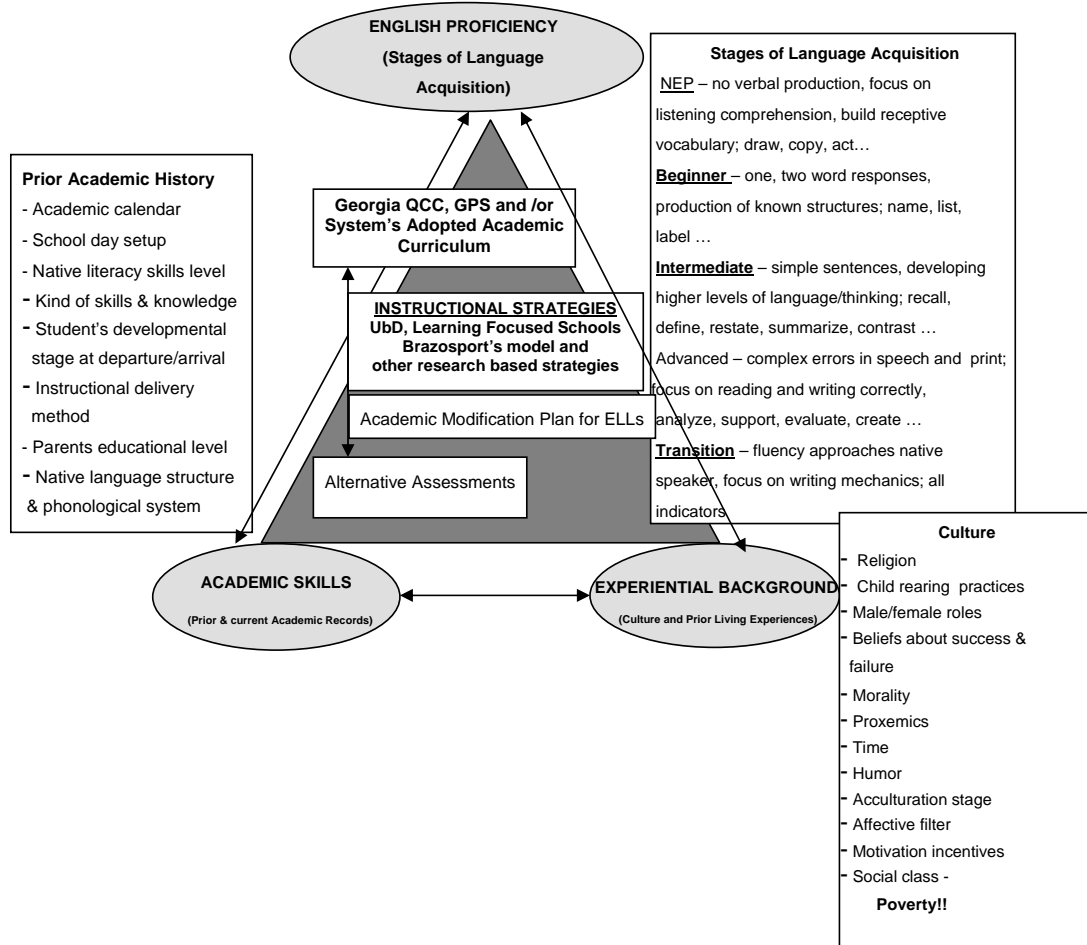 ENGLISH PROFICIENCY
(Stages of Language
Acquisition)
Stages of Language Acquisition
NEP – no verbal production, focus on
listening comprehension, build receptive
vocabulary; draw, copy, act…
Beginner – one, two word responses,
production of known structures; name, list,
label …
Intermediate – simple sentences, developing
higher levels of language/thinking; recall,
define, restate, summarize, contrast …
Advanced – complex errors in speech and print;
focus on reading and writing correctly,
analyze, support, evaluate, create …
Transition – fluency approaches native
speaker, focus on writing mechanics; all
indicators
Prior Academic History
- Academic calendar
- School day setup
- Native literacy skills level
- Kind of skills & knowledge
- Student's developmental
stage at departure/arrival
- Instructional delivery
method
- Parents educational level
- Native language structure
& phonological system
Georgia QCC, GPS and /or
System's Adopted Academic
Curriculum
INSTRUCTIONAL STRATEGIES
UbD, Learning Focused Schools
Brazosport's model and
other research based strategies
Academic Modification Plan for ELLs
Alternative Assessments
ACADEMIC SKILLS
(Prior & current Academic Records)
EXPERIENTIAL BACKGROUND
(Culture and Prior Living Experiences)
Culture
- Religion
- Child rearing practices
- Male/female roles
- Beliefs about success &
failure
- Morality
- Proxemics
- Time
- Humor
- Acculturation stage
- Affective filter
- Motivation incentives
- Social class -
Poverty!!